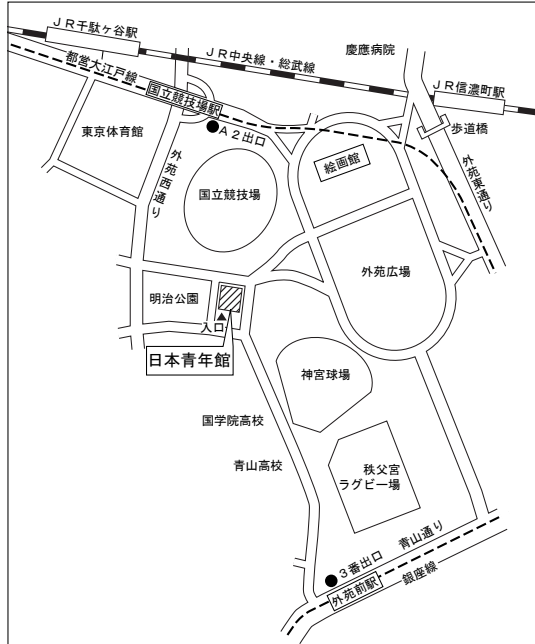 ＪＲ千駄ヶ谷駅
ＪＲ中央線・総武線
慶應病院
都営大江戸線
国立競技場駅
ＪＲ信濃町駅
東京体育館
Ａ２出口
歩道橋
絵画館
外苑西通り
外苑東通り
国立競技場
外苑広場
明治公園
入口
日本青年館
神宮球場
国学院高校
青山高校
秩父宮
ラグビー場
青山通り
３番出口
外苑前駅
銀座線